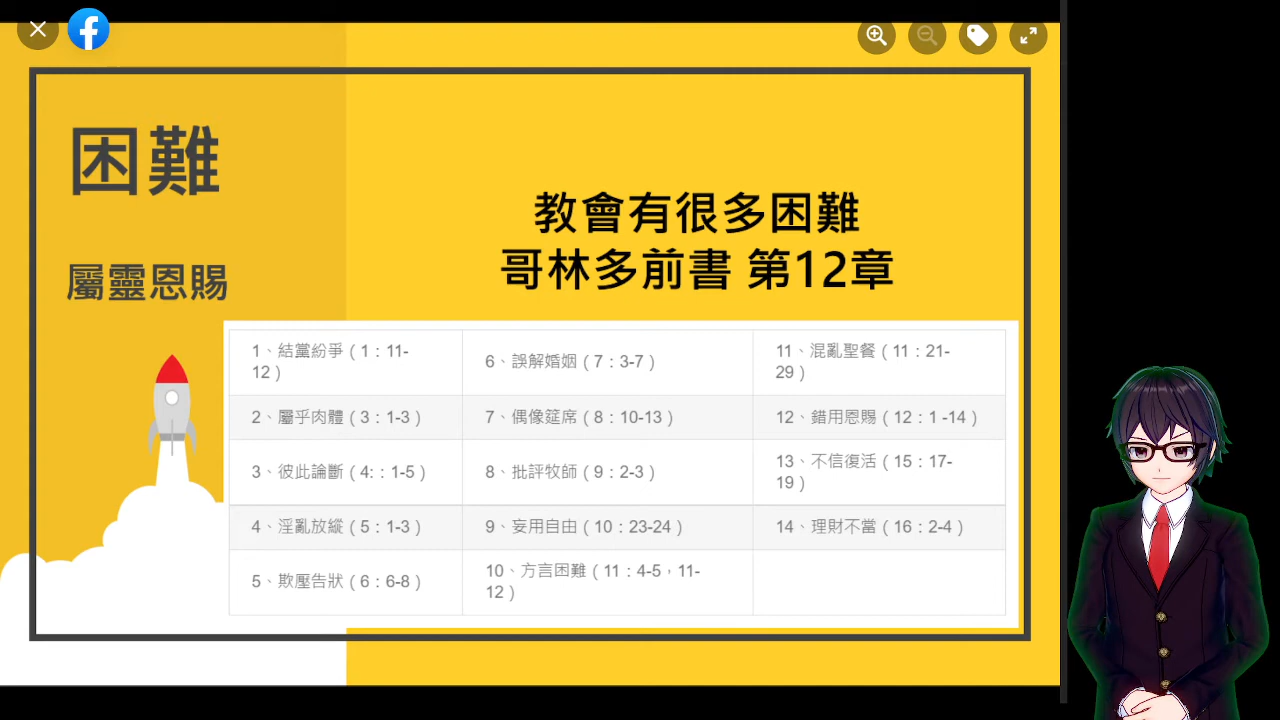 困難
屬靈恩賜
教會有很多困難
哥林多前書 第12章
1、結黨紛爭（1：11-
12）
6、誤解婚姻（7：3-7）
11、混亂聖餐（11：21-
29）
2、屬乎肉體（3：1-3）
7、偶像筵席（8：10-13）
12、錯用恩賜（12：1 -14）
3、彼此論斷（4:：1-5）
8、批評牧師（9：2-3）
13、不信復活（15：17-
19）
4、淫亂放縱（5：1-3）
9、妄用自由（10：23-24）
14、理財不當（16：2-4）
5、欺壓告狀（6：6-8）
10、方言困難（11：4-5，11-
12）